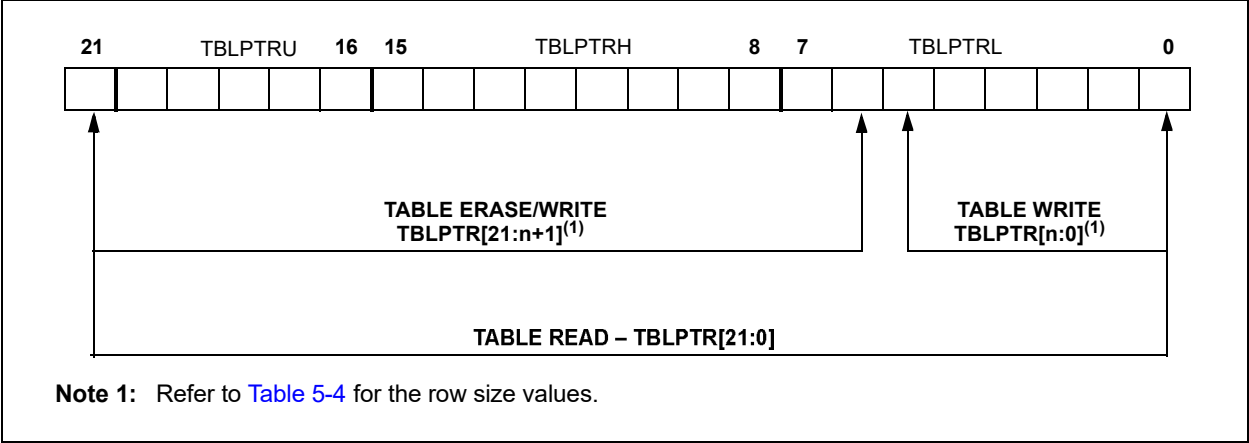 21 TBLPTRU 16 15 TBLPTRH 8 7 TBLPTRL 0
TABLE ERASE/WRITE
TBLPTR[21:n+1](1)
TABLE WRITE
TBLPTR[n:0](1)
TABLE READ – TBLPTR[21:0]
Note 1: Refer to Table 5-4 for the row size values.